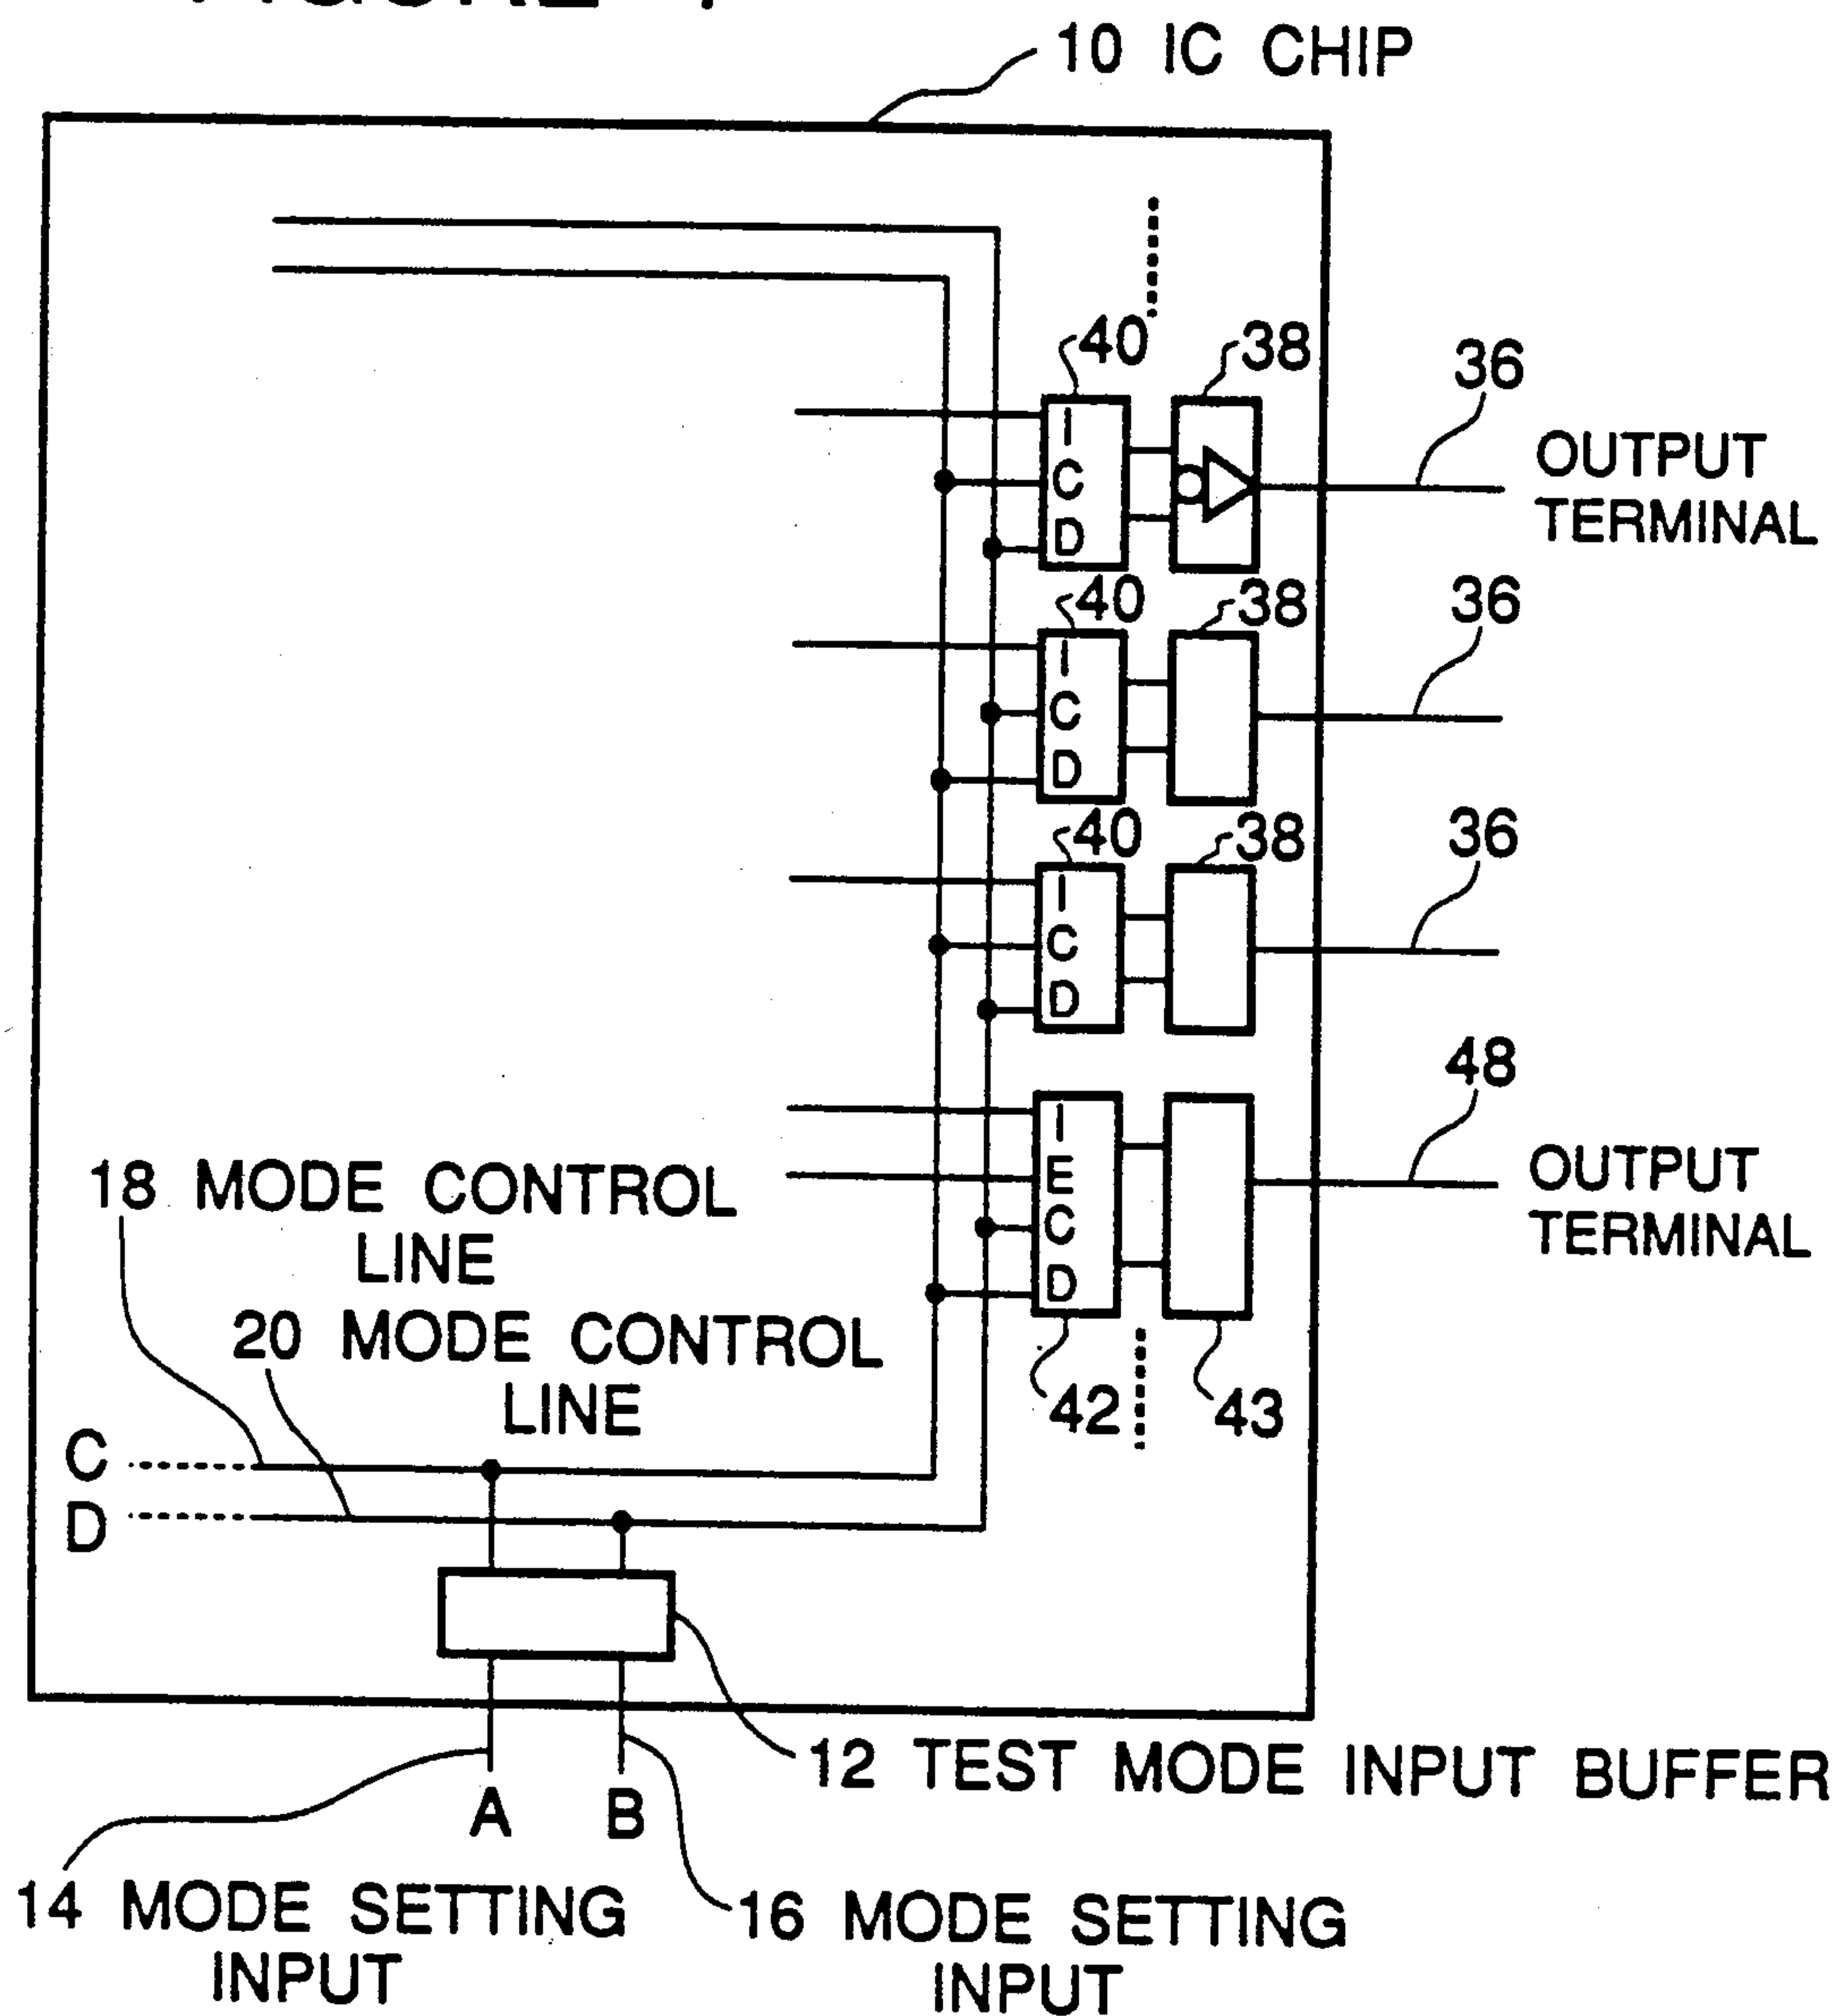 10 IC CHIP
40
38
36
I
C
D
OUTPUT
TERMINAL
40
38
36
I
C
D
40
38
36
I
C
D
48
I
E
C
D
OUTPUT
TERMINAL
18 MODE CONTROL
LINE
20 MODE CONTROL
LINE
42
43
C
D
12 TEST MODE INPUT BUFFER
A
B
14 MODE SETTING
INPUT
16 MODE SETTING
INPUT